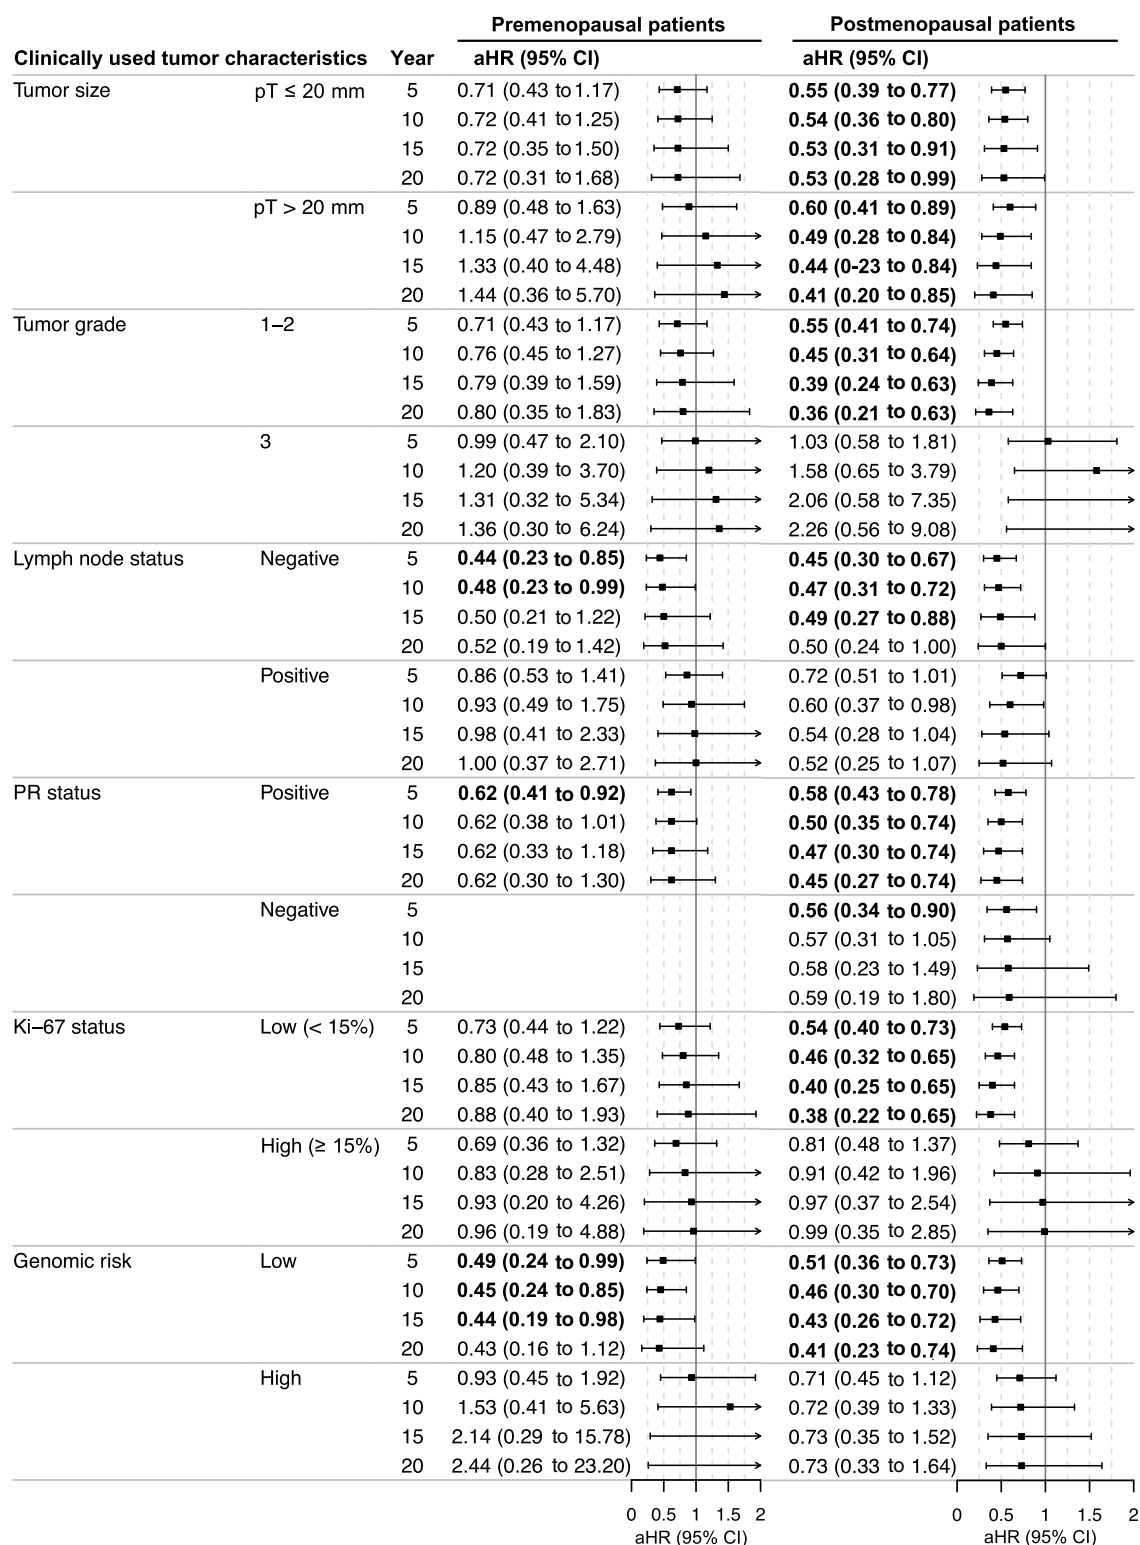 Premenopausal patients Postmenopausal patients
Clinically used tumor characteristics Year aHR (95% CI) aHR (95% CI)
Tumor size pT ≤ 20 mm 5 0.71 (0.43 to 1.17) 0.55 (0.39 to 0.77)
10 0.72 (0.41 to 1.25) 0.54 (0.36 to 0.80)
15 0.72 (0.35 to 1.50) 0.53 (0.31 to 0.91)
20 0.72 (0.31 to 1.68) 0.53 (0.28 to 0.99)
pT > 20 mm 5 0.89 (0.48 to 1.63) 0.60 (0.41 to 0.89)
10 1.15 (0.47 to 2.79) 0.49 (0.28 to 0.84)
15 1.33 (0.40 to 4.48) 0.44 (0-23 to 0.84)
20 1.44 (0.36 to 5.70) 0.41 (0.20 to 0.85)
Tumor grade 1–2 5 0.71 (0.43 to 1.17) 0.55 (0.41 to 0.74)
10 0.76 (0.45 to 1.27) 0.45 (0.31 to 0.64)
15 0.79 (0.39 to 1.59) 0.39 (0.24 to 0.63)
20 0.80 (0.35 to 1.83) 0.36 (0.21 to 0.63)
3 5 0.99 (0.47 to 2.10) 1.03 (0.58 to 1.81)
10 1.20 (0.39 to 3.70) 1.58 (0.65 to 3.79)
15 1.31 (0.32 to 5.34) 2.06 (0.58 to 7.35)
20 1.36 (0.30 to 6.24) 2.26 (0.56 to 9.08)
Lymph node status Negative 5 0.44 (0.23 to 0.85) 0.45 (0.30 to 0.67)
10 0.48 (0.23 to 0.99) 0.47 (0.31 to 0.72)
15 0.50 (0.21 to 1.22) 0.49 (0.27 to 0.88)
20 0.52 (0.19 to 1.42) 0.50 (0.24 to 1.00)
Positive 5 0.86 (0.53 to 1.41) 0.72 (0.51 to 1.01)
10 0.93 (0.49 to 1.75) 0.60 (0.37 to 0.98)
15 0.98 (0.41 to 2.33) 0.54 (0.28 to 1.04)
20 1.00 (0.37 to 2.71) 0.52 (0.25 to 1.07)
PR status Positive 5 0.62 (0.41 to 0.92) 0.58 (0.43 to 0.78)
10 0.62 (0.38 to 1.01) 0.50 (0.35 to 0.74)
15 0.62 (0.33 to 1.18) 0.47 (0.30 to 0.74)
20 0.62 (0.30 to 1.30) 0.45 (0.27 to 0.74)
Negative 5 0.56 (0.34 to 0.90)
10 0.57 (0.31 to 1.05)
15 0.58 (0.23 to 1.49)
20 0.59 (0.19 to 1.80)
Ki–67 status Low (< 15%) 5 0.73 (0.44 to 1.22) 0.54 (0.40 to 0.73)
10 0.80 (0.48 to 1.35) 0.46 (0.32 to 0.65)
15 0.85 (0.43 to 1.67) 0.40 (0.25 to 0.65)
20 0.88 (0.40 to 1.93) 0.38 (0.22 to 0.65)
High (≥ 15%) 5 0.69 (0.36 to 1.32) 0.81 (0.48 to 1.37)
10 0.83 (0.28 to 2.51) 0.91 (0.42 to 1.96)
15 0.93 (0.20 to 4.26) 0.97 (0.37 to 2.54)
20 0.96 (0.19 to 4.88) 0.99 (0.35 to 2.85)
Genomic risk Low 5 0.49 (0.24 to 0.99) 0.51 (0.36 to 0.73)
10 0.45 (0.24 to 0.85) 0.46 (0.30 to 0.70)
15 0.44 (0.19 to 0.98) 0.43 (0.26 to 0.72)
20 0.43 (0.16 to 1.12) 0.41 (0.23 to 0.74)
High 5 0.93 (0.45 to 1.92) 0.71 (0.45 to 1.12)
10 1.53 (0.41 to 5.63) 0.72 (0.39 to 1.33)
15 2.14 (0.29 to 15.78) 0.73 (0.35 to 1.52)
20 2.44 (0.26 to 23.20) 0.73 (0.33 to 1.64)
0 0.5 1 1.5 2 0 0.5 1 1.5 2
aHR (95% CI) aHR (95% CI)